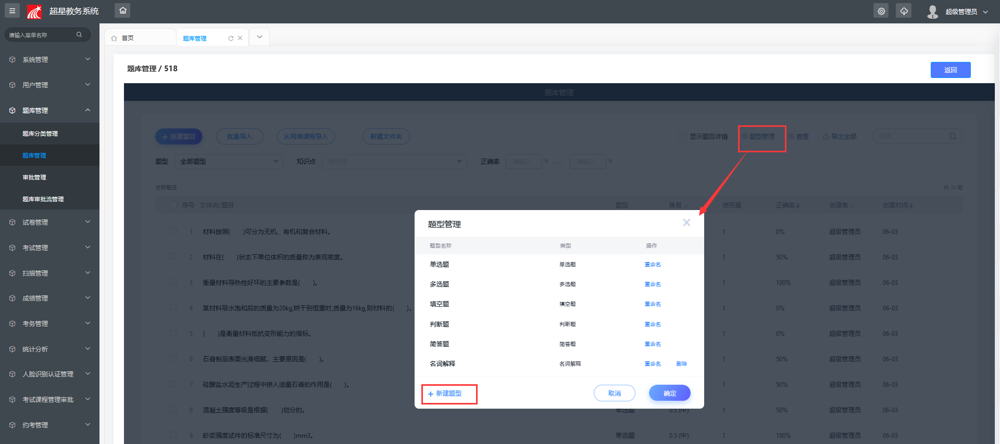 超星教务系统
超级管理员
请输入菜单名称
系统管理
用户管理
题库管理
题库分类管理
题库管理
审批管理
题库审批流管理
试卷管理
考试管理
扫描管理
成绩管理
考务管理
统计分析
人脸识别认证管理
考试课程管理审批
约考管理
首页
题库管理
题库管理 / 518
返回
题库管理
+ 创建题目 批量导入 从网络课程导入 新建文件夹 显示题目详情 题型管理 查重 导出全部 搜索
题型 全部题型 知识点 请选择 正确率 请输入 % — 请输入 %
全部题目 共 36 题
序号 文件夹/题目 题型 难易 使用量 正确率 创建者 创建时间
1 材料按照( )可分为无机、有机和复合材料。 1 0% 超级管理员 06-03
2 材料在( )状态下单位体积的质量称为表观密度。 1 50% 超级管理员 06-03
3 衡量材料导热性好坏的主要参数是( )。 1 100% 超级管理员 06-03
4 某材料吸水饱和后的质量为20kg,烘干到恒重时,质量为16kg,则材料的( )。 1 0% 超级管理员 06-03
5 ( )是衡量材料抵抗变形能力的指标。 1 0% 超级管理员 06-03
6 石膏制品表面光滑细腻，主要原因是( )。 1 50% 超级管理员 06-03
7 硅酸盐水泥生产过程中掺入适量石膏的作用是( )。 1 50% 超级管理员 06-03
8 混凝土强度等级是根据( )划分的。 单选题 0.5 (中) 1 50% 超级管理员 06-03
9 砂浆强度试件的标准尺寸为( )mm3。 单选题 0.5 (中) 1 100% 超级管理员 06-03
题型管理
题型名称 类型 操作
单选题 单选题 重命名
多选题 多选题 重命名
填空题 填空题 重命名
判断题 判断题 重命名
简答题 简答题 重命名
名词解释 名词解释 重命名 删除
+ 新建题型 取消 确定